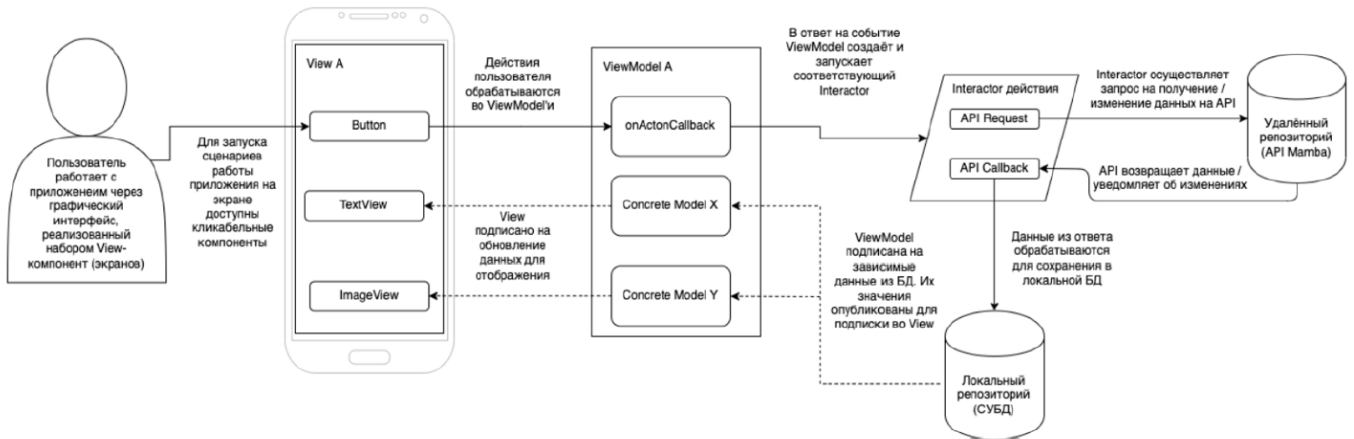 Пользователь
работает с
приложнеим через
графический
интерфейс,
реализованный
набором View-
компонент (экранов)
Для запуска
сценариев
работы
приложения на
экране
доступны
кликабельные
компоненты
View A
Button
TextView
ImageView
Действия
пользователя
обрабатываются
во ViewModel'и
View
подписано на
обновление
данных для
отображения
ViewModel A
onActonCallback
Concrete Model X
Concrete Model Y
В ответ на событие
ViewModel создаёт и
запускает
соответствующий
Interactor
ViewModel
подписана на
зависимые
данные из БД. Их
значения
опубликованы для
подписки во View
Interactor действия
API Request
API Callback
Interactor осуществляет
запрос на получение /
изменение данных на API
API возвращает данные /
уведомляет об изменениях
Удалённый
репозиторий
(API Mamba)
Данные из ответа
обрабатываются
для сохранения в
локальной БД
Локальный
репозиторий
(СУБД)